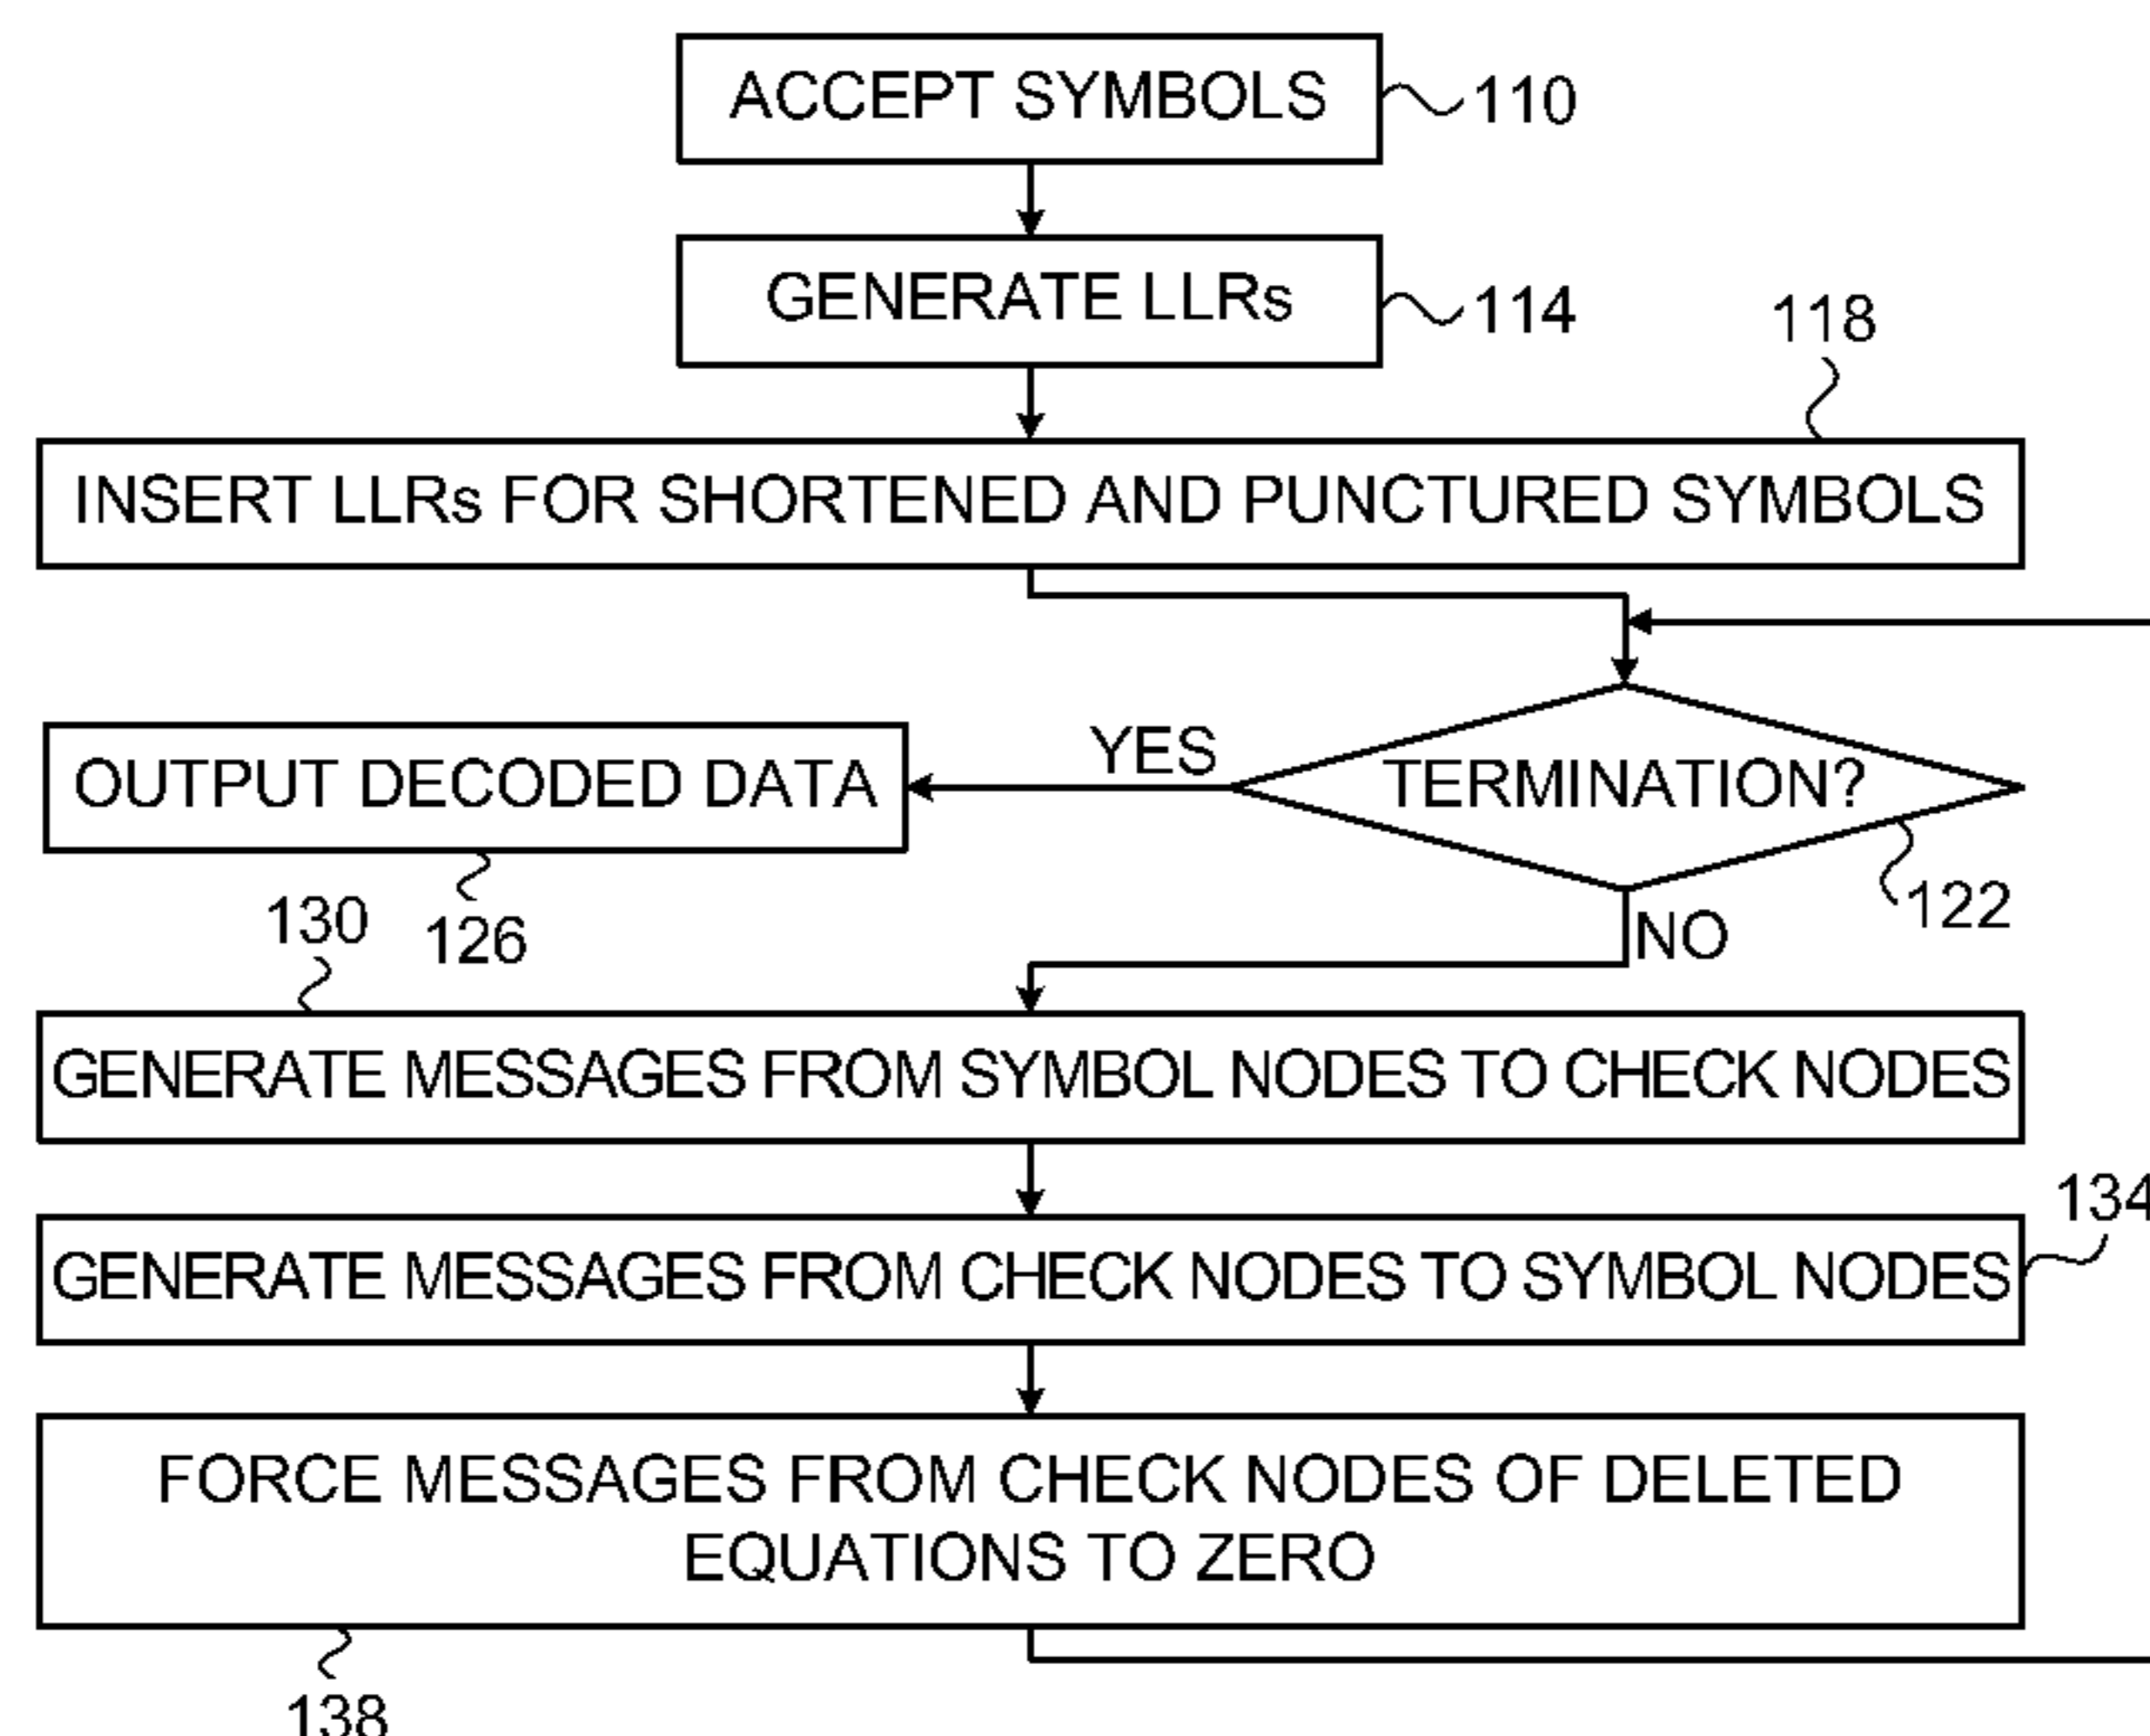 ACCEPT SYMBOLS
110
GENERATE LLRs
114
118
INSERT LLRs FOR SHORTENED AND PUNCTURED SYMBOLS
YES
OUTPUT DECODED DATA
TERMINATION?
122
130
126
NO
GENERATE MESSAGES FROM SYMBOL NODES TO CHECK NODES
134
GENERATE MESSAGES FROM CHECK NODES TO SYMBOL NODES
FORCE MESSAGES FROM CHECK NODES OF DELETED
EQUATIONS TO ZERO
138